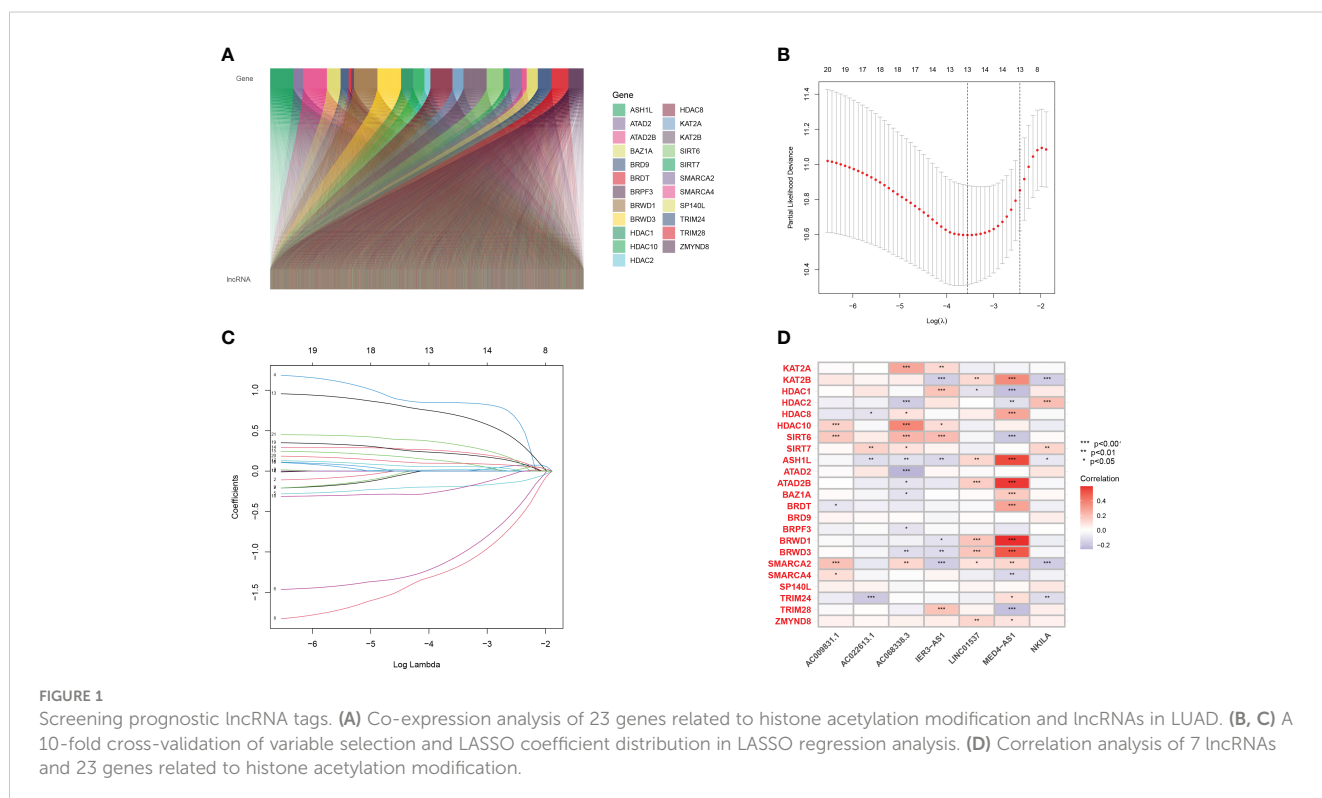 A
Gene
lncRNA
Gene
ASH1L HDAC8
ATAD2 KAT2A
ATAD2B KAT2B
BAZ1A SIRT6
BRD9 SIRT7
BRDT SMARCA2
BRPF3 SMARCA4
BRWD1 SP140L
BRWD3 TRIM24
HDAC1 TRIM28
HDAC10 ZMYND8
HDAC2
B
20 19 17 18 18 17 14 13 13 14 14 13 8
Partial Likelihood Deviance
11.4
11.2
11.0
10.8
10.6
10.4
−6 −5 −4 −3 −2
Log(λ)
C
19 18 13 14 8
Coefficients
1.0
0.5
0.0
−0.5
−1.0
−1.5
−6 −5 −4 −3 −2
Log Lambda
D
KAT2A *** **
KAT2B *** ** *** ***
HDAC1 *** * ***
HDAC2 *** ** ***
HDAC8 * * ***
HDAC10 *** *** *
SIRT6 *** *** *** ***
SIRT7 ** * **
ASH1L ** ** ** ** *** *
ATAD2 ***
ATAD2B * *** ***
BAZ1A * ***
BRDT * ***
BRD9
BRPF3 *
BRWD1 * *** ***
BRWD3 ** ** *** ***
SMARCA2 *** ** *** * ** ***
SMARCA4 * **
SP140L
TRIM24 *** * **
TRIM28 *** ***
ZMYND8 ** *
AC009831.1 AC022613.1 AC068338.3 IER3−AS1 LINC01537 MED4−AS1 NKILA
*** p<0.00
** p<0.01
* p<0.05
Correlation
0.4
0.2
0.0
−0.2
FIGURE 1
Screening prognostic lncRNA tags. (A) Co-expression analysis of 23 genes related to histone acetylation modification and lncRNAs in LUAD. (B, C) A
10-fold cross-validation of variable selection and LASSO coefficient distribution in LASSO regression analysis. (D) Correlation analysis of 7 lncRNAs
and 23 genes related to histone acetylation modification.